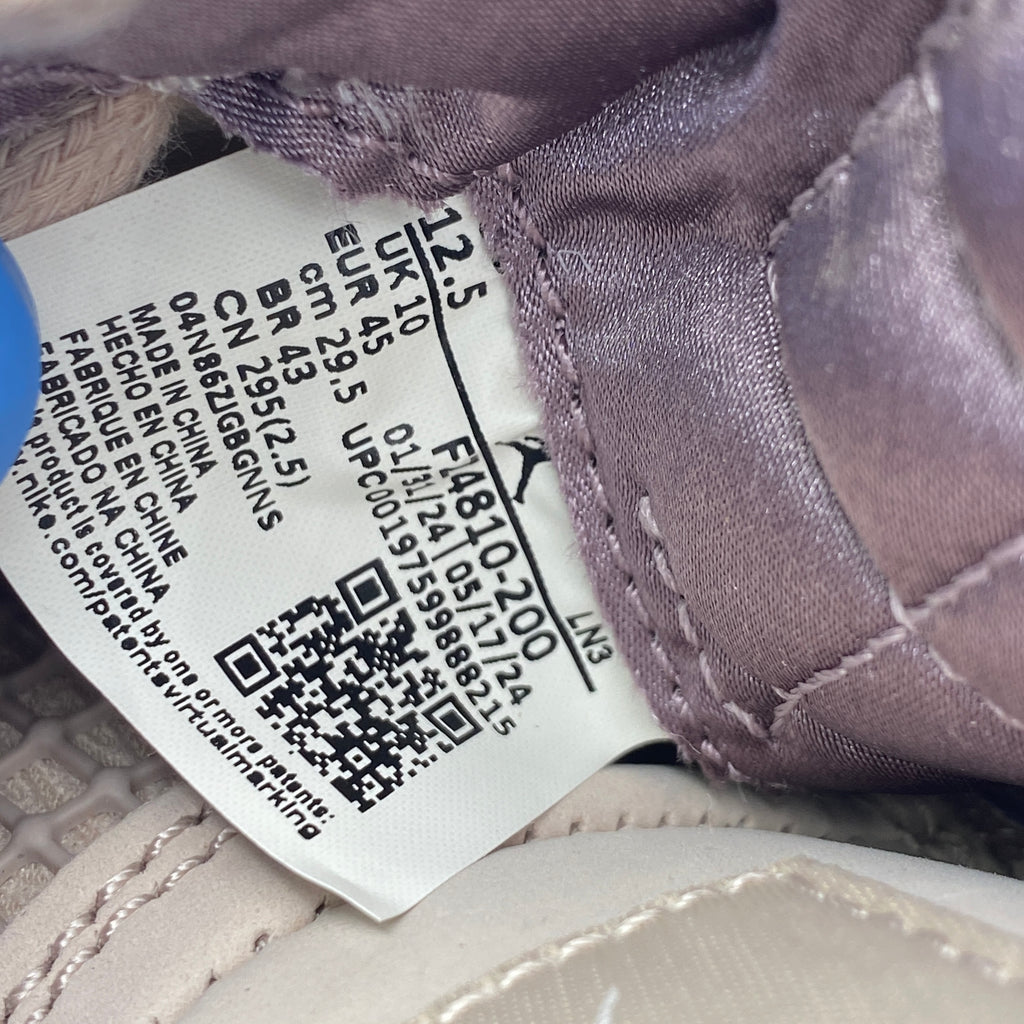 12.5
LN3
UK 10
EUR 45
cm 29.5
BR 43
CN 295(2.5)
FJ4810-200
01/31/24 | 05/17/24
UPC00197599888215
04N86ZJGBGNNS
MADE IN CHINA
HECHO EN CHINA
FABRIQUE EN CHINE
FABRICADO NA CHINA
product is covered by one or more patents:
.nike.com/patentsvirtualmarking